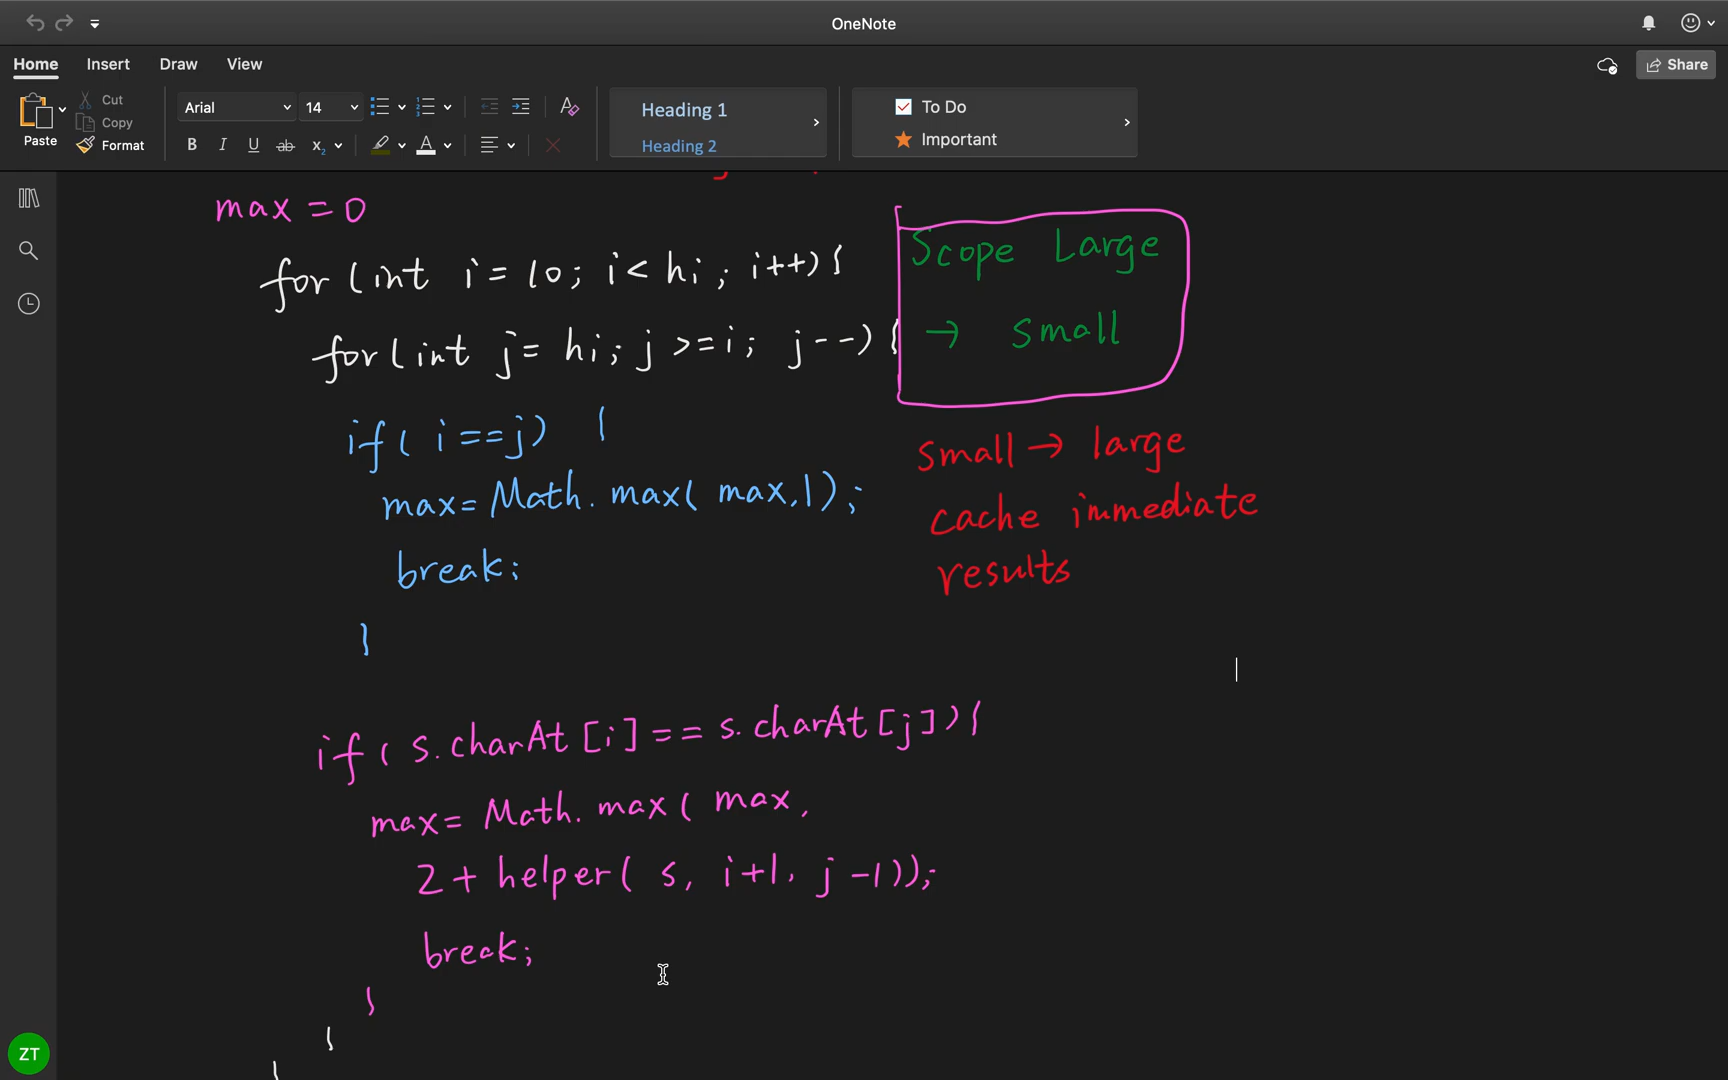 OneNote
Home Insert Draw View
Share
Paste
Cut
Copy
Format
Arial 14
B I U ab x₂ A
Heading 1
Heading 2
To Do
Important
max = 0
for (int i = lo; i < hi; i++) {
for (int j = hi; j >= i; j--) {
if( i == j) {
max = Math. max( max, 1);
break;
}
if( s.charAt[i] == s.charAt[j]) {
max = Math. max( max,
2 + helper( s, i+1, j-1));
break;
}
}
}
Scope Large
→ small
small → large
cache immediate
results
ZT